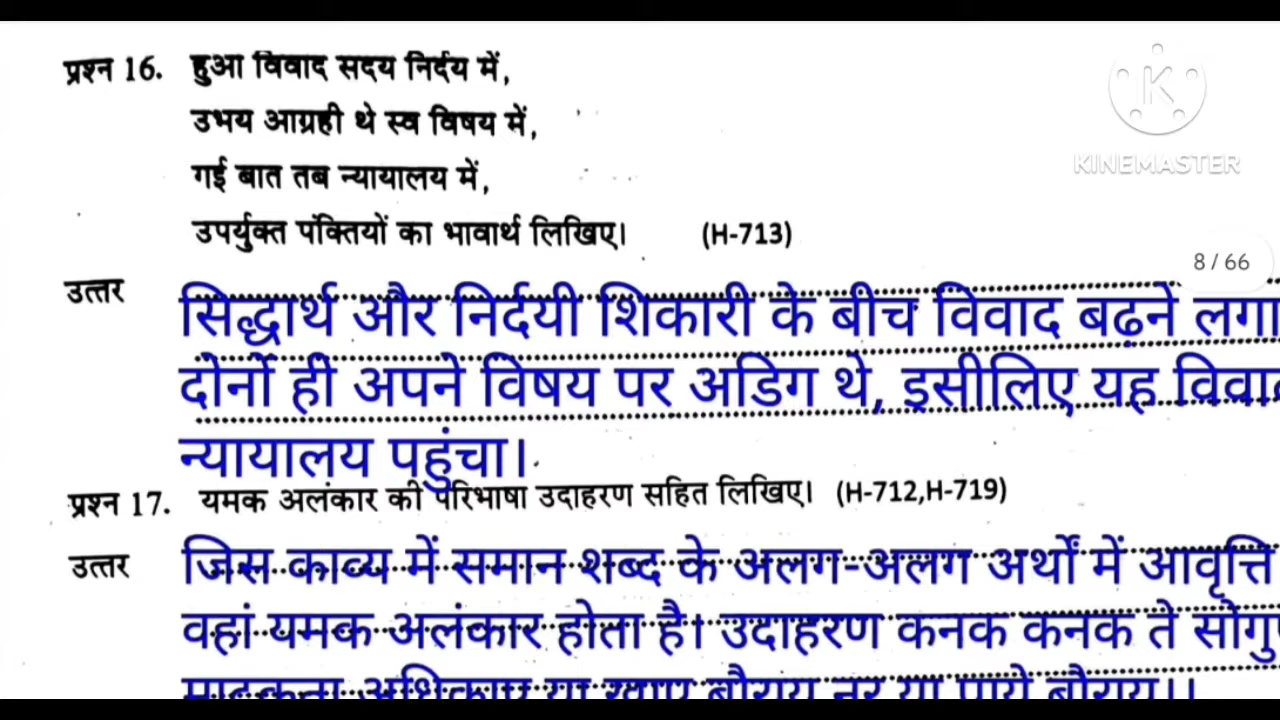 प्रश्न 16. हुआ विवाद सदय निर्दय में,
उभय आग्रही थे स्व विषय में,
गई बात तब न्यायालय में,
KINEMASTER
उपर्युक्त पंक्तियों का भावार्थ लिखिए। (H-713)
8 / 66
उत्तर
सिद्धार्थ और निर्दयी शिकारी के बीच विवाद बढ़ने लगा
दोनों ही अपने विषय पर अडिग थे, इसीलिए यह
न्यायालय पहुंचा।
प्रश्न 17. यमक अलंकार की परिभाषा उदाहरण सहित लिखिए। (H-712,H-719)
उत्तर
जिस काव्य में समान शब्द के अलग-अलग अर्थों में आवृत्ति
वहां यमक अलंकार होता है। उदाहरण कनक कनक ते